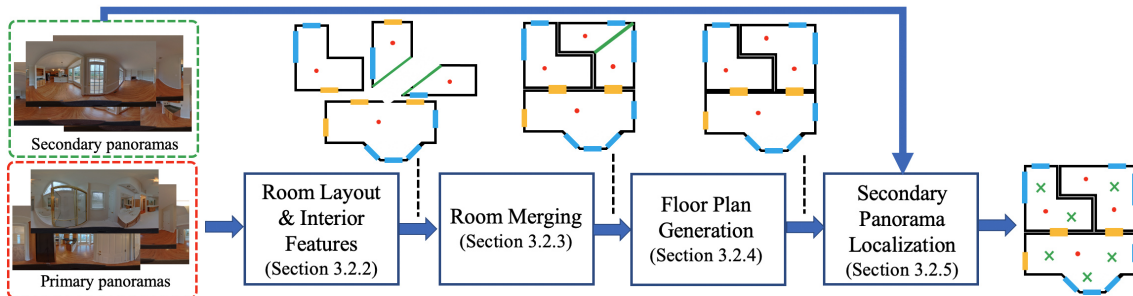 Secondary panoramas
Primary panoramas
Room Layout
& Interior
Features
(Section 3.2.2)
Room Merging
(Section 3.2.3)
Floor Plan
Generation
(Section 3.2.4)
Secondary
Panorama
Localization
(Section 3.2.5)